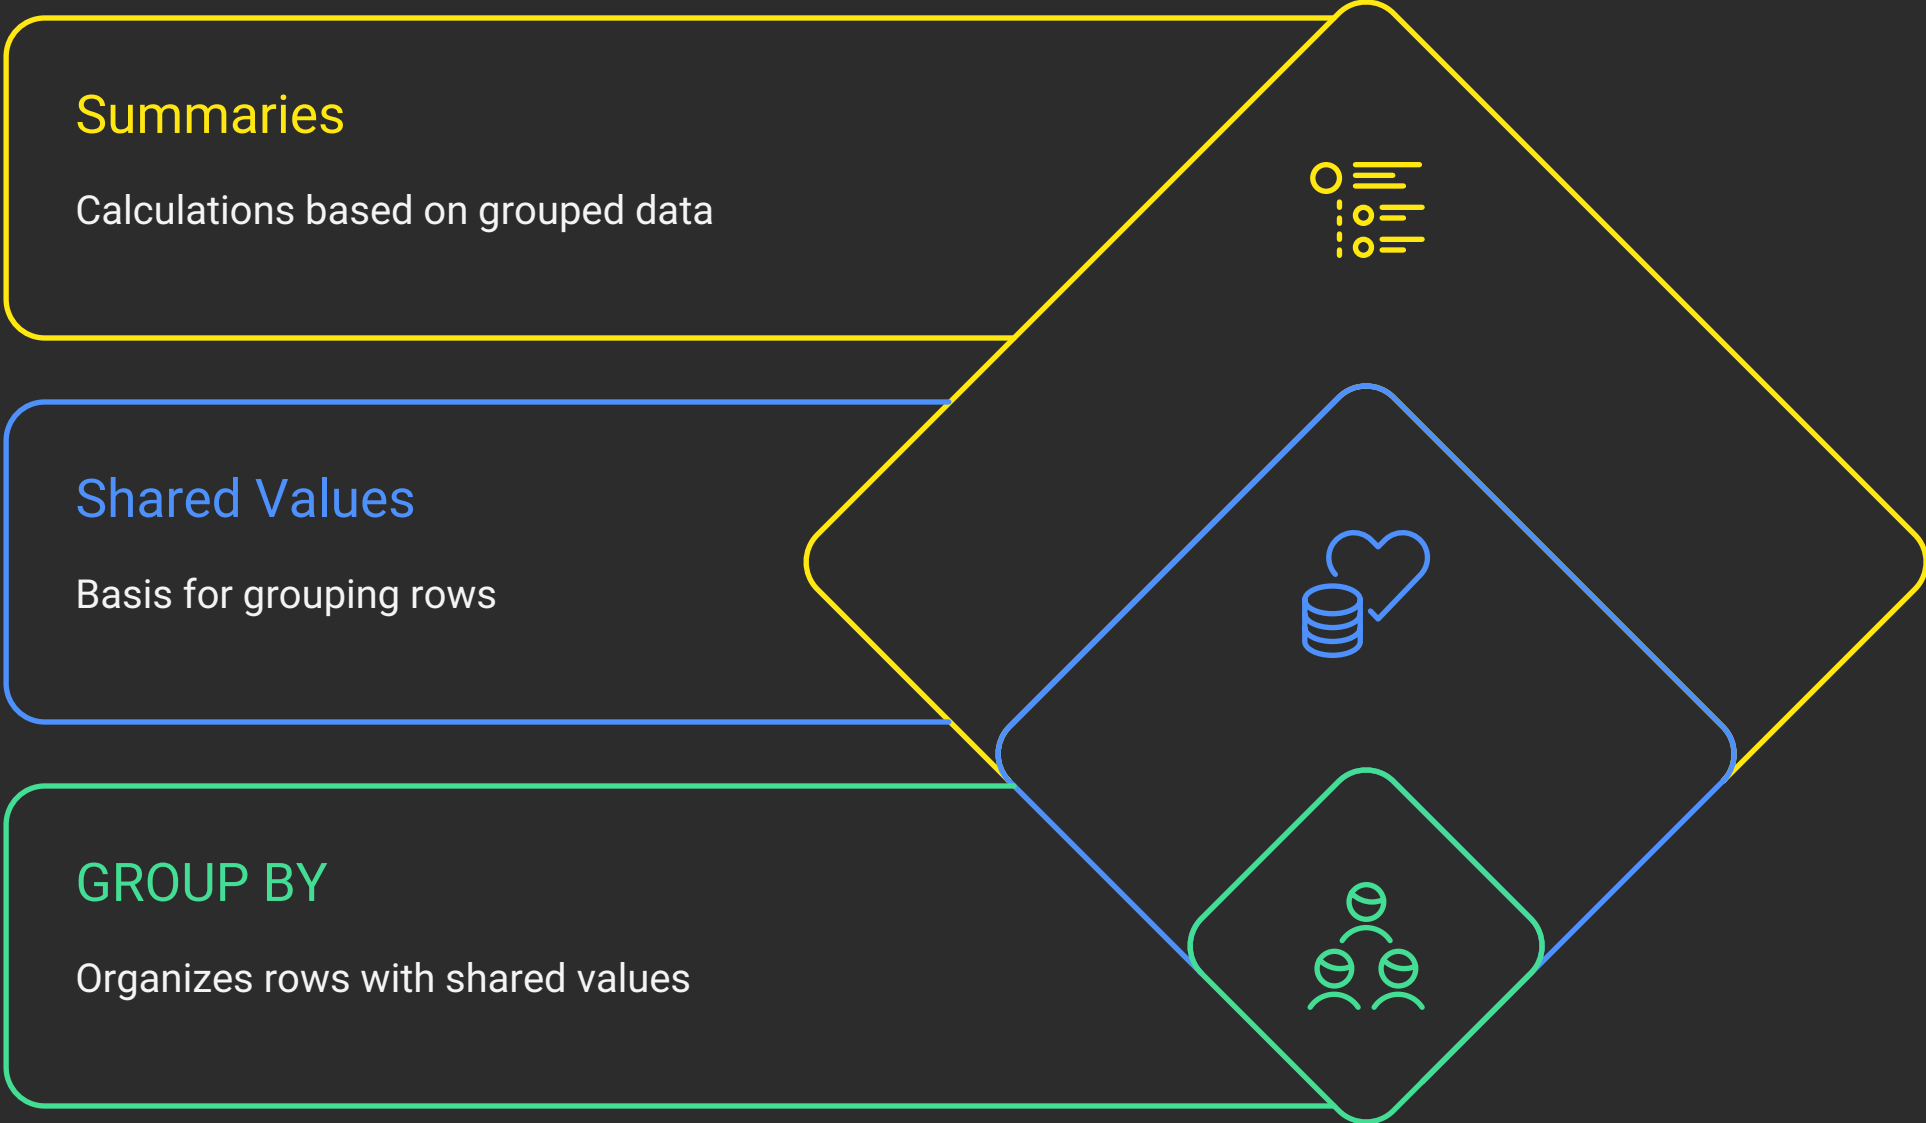 Summaries
Calculations based on grouped data
Shared Values
Basis for grouping rows
GROUP BY
Organizes rows with shared values